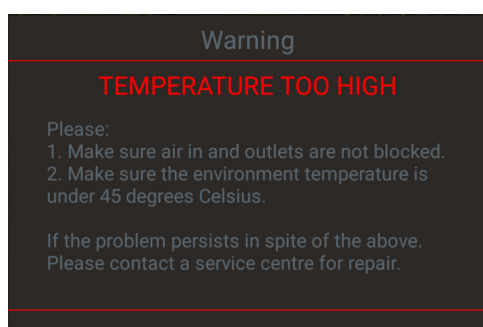 Warning
TEMPERATURE TOO HIGH
Please:
1. Make sure air in and outlets are not blocked.
2. Make sure the environment temperature is
under 45 degrees Celsius.
If the problem persists in spite of the above.
Please contact a service centre for repair.